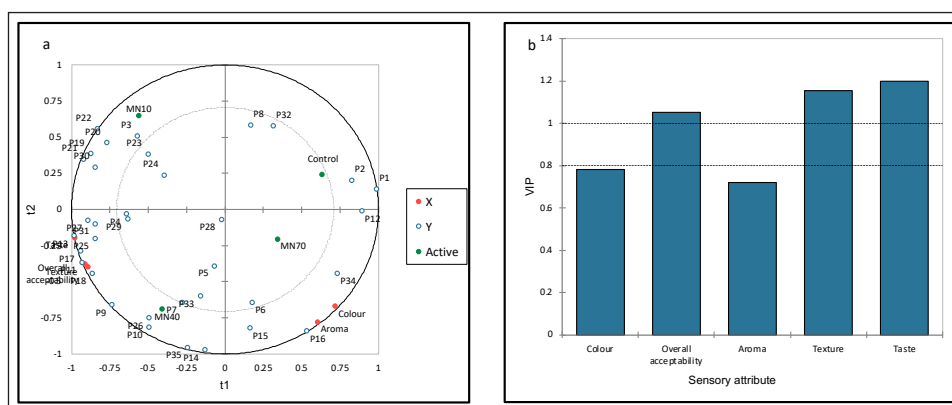 a
1
0.75
0.5
0.25
0
-0.5
-0.75
-1
-1
-0.75
-0.5
-0.25
0
0.25
0.5
0.75
1
t2
t1
P22
MN10
P20
P3
P19
P23
P21
P30
P24
P8
P32
Control
P2
P1
P12
P4
P29
P28
P27
P31
P13
P25
MN70
P17
Overall
acceptability
Texture
P18
P5
P34
P9
P7
MN40
P33
P26
P10
P6
Colour
Aroma
P15
P16
P35
P14
X
Y
Active
b
1.4
1.2
1
0.8
0.6
0.4
0.2
0
VIP
Colour
Overall
acceptability
Aroma
Texture
Taste
Sensory attribute